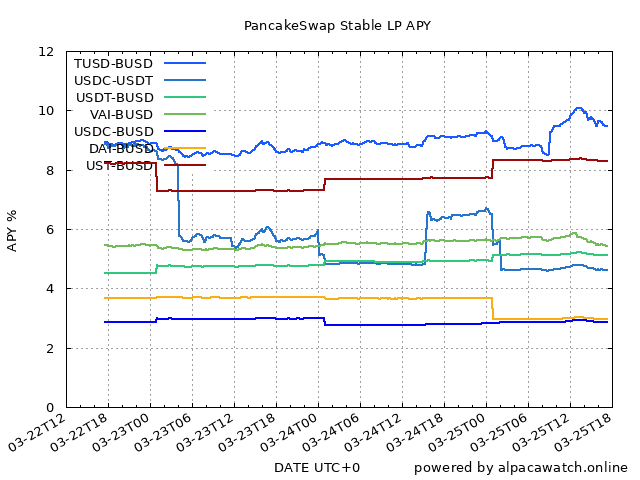 PancakeSwap Stable LP APY
12
10
8
6
4
2
0
APY %
TUSD-BUSD
USDC-USDT
USDT-BUSD
VAI-BUSD
USDC-BUSD
DAI-BUSD
UST-BUSD
03-22T12
03-22T18
03-23T00
03-23T06
03-23T12
03-23T18
03-24T00
03-24T06
03-24T12
03-24T18
03-25T00
03-25T06
03-25T12
03-25T18
DATE UTC+0
powered by alpacawatch.online